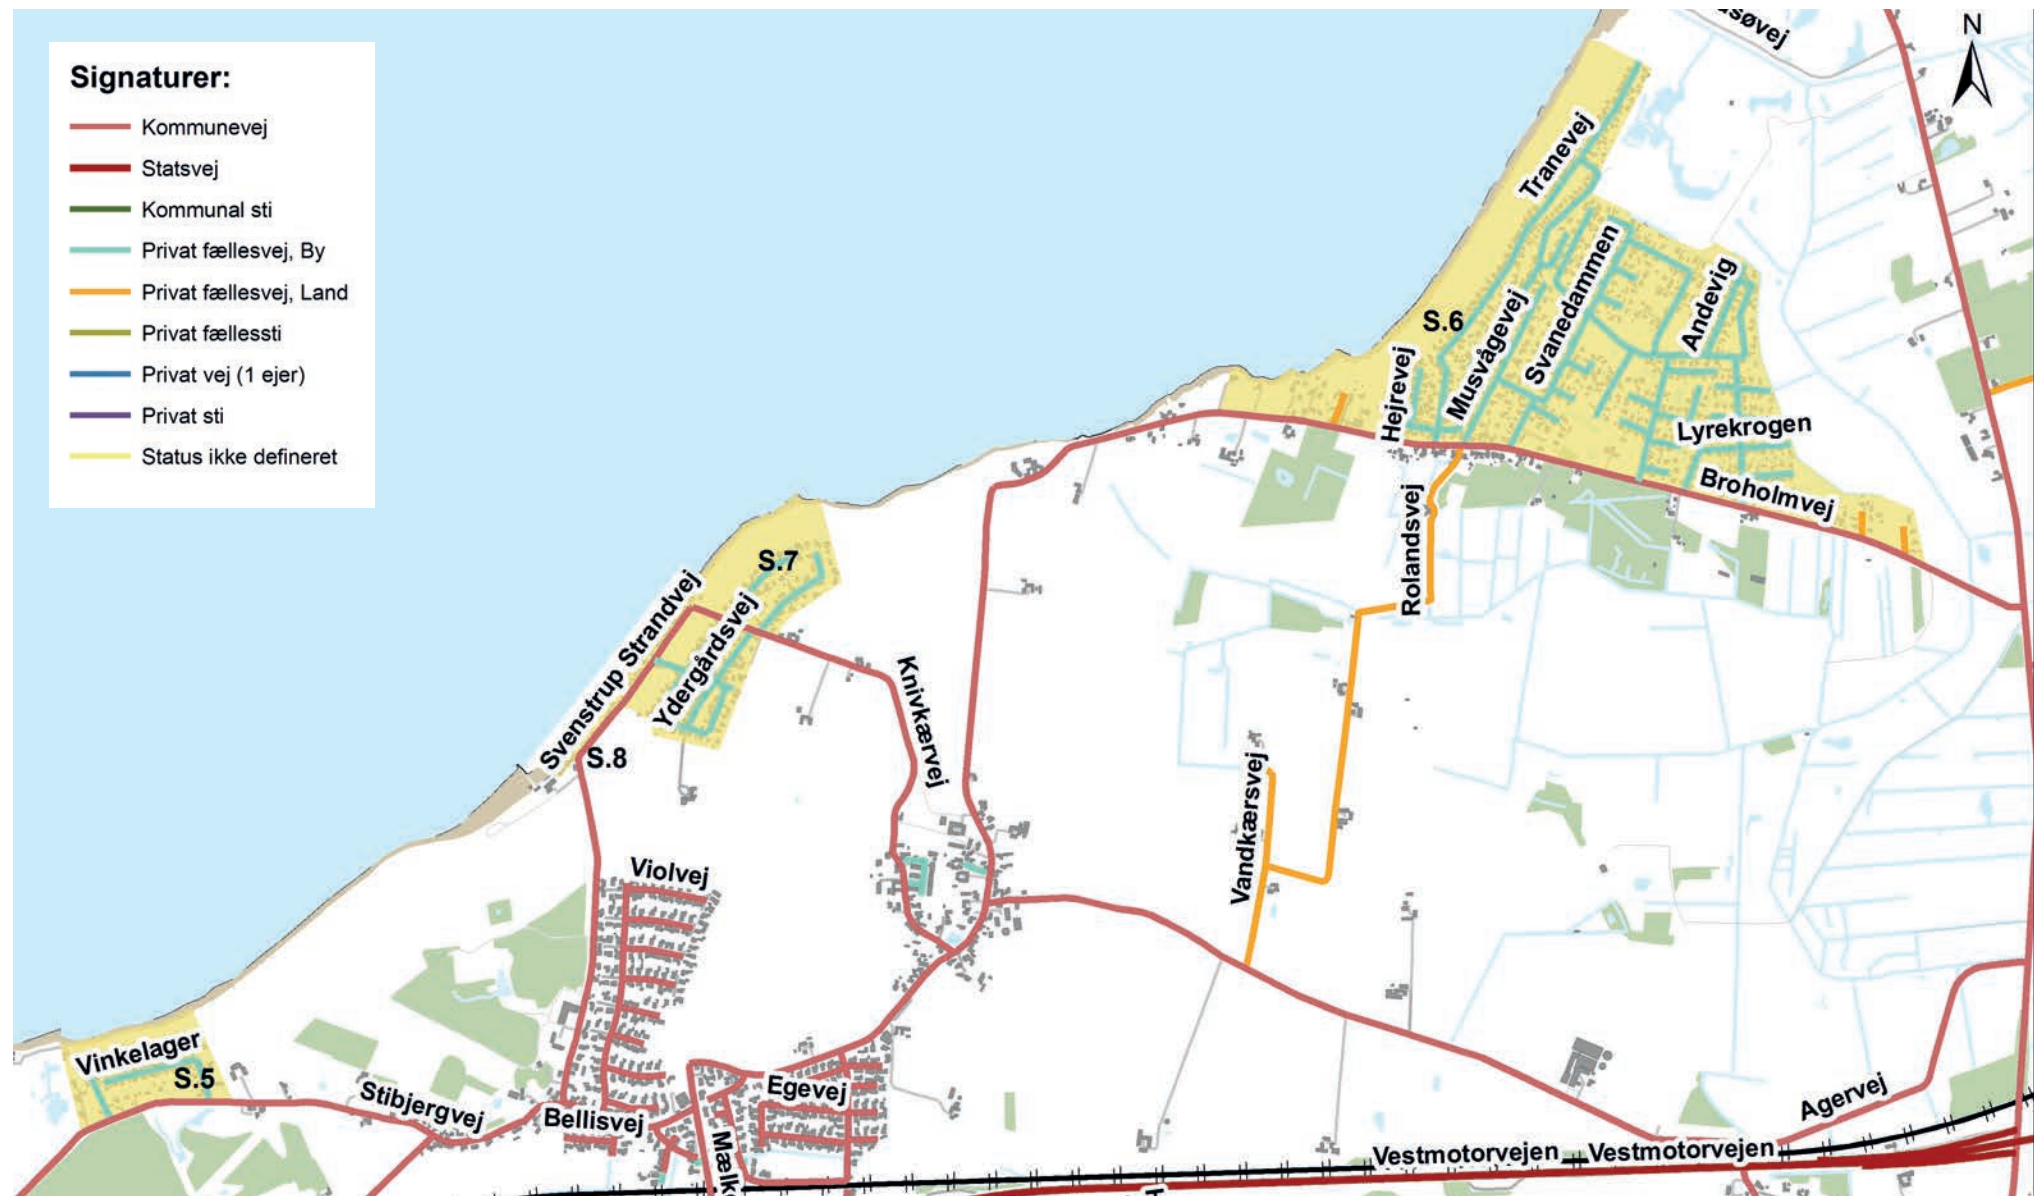 Signaturer:
Kommunevej
Statsvej
Kommunal sti
Privat fællesvej, By
Privat fællesvej, Land
Privat fællessti
Privat vej (1 ejer)
Privat sti
Status ikke defineret
N
Tranevej
S.6
Svanedammen
Andevig
Musvågevej
Hejrevej
Lyrekrogen
Broholmvej
Rolandsvej
S.7
Svenstrup Strandvej
Ydergårdsvej
S.8
Knivkærvej
Vandkærsvej
Violvej
Vinkelager
S.5
Stibjergvej
Bellisvej
Egevej
Agervej
Vestmotorvejen
Vestmotorvejen